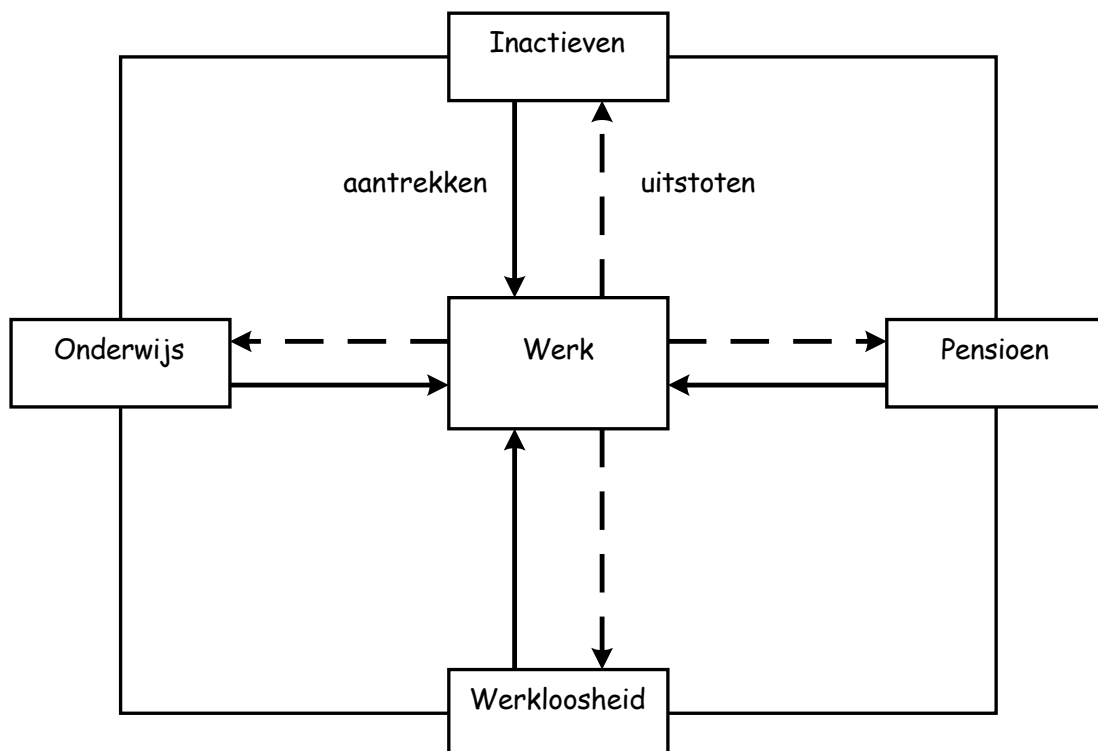 Inactieven
aantrekken
uitstoten
Onderwijs
Werk
Pensioen
Werkloosheid